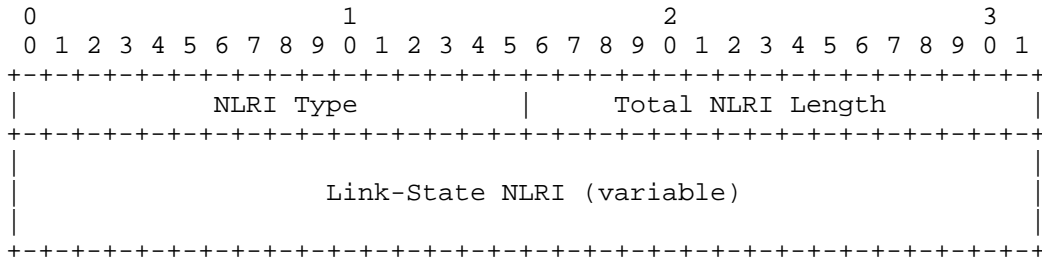 0                   1                   2                   3
 0 1 2 3 4 5 6 7 8 9 0 1 2 3 4 5 6 7 8 9 0 1 2 3 4 5 6 7 8 9 0 1
+-+-+-+-+-+-+-+-+-+-+-+-+-+-+-+-+-+-+-+-+-+-+-+-+-+-+-+-+-+-+-+-+
|            NLRI Type          |     Total NLRI Length         |
+-+-+-+-+-+-+-+-+-+-+-+-+-+-+-+-+-+-+-+-+-+-+-+-+-+-+-+-+-+-+-+-+
|                                                               |
|                   Link-State NLRI (variable)                  |
|                                                               |
+-+-+-+-+-+-+-+-+-+-+-+-+-+-+-+-+-+-+-+-+-+-+-+-+-+-+-+-+-+-+-+-+